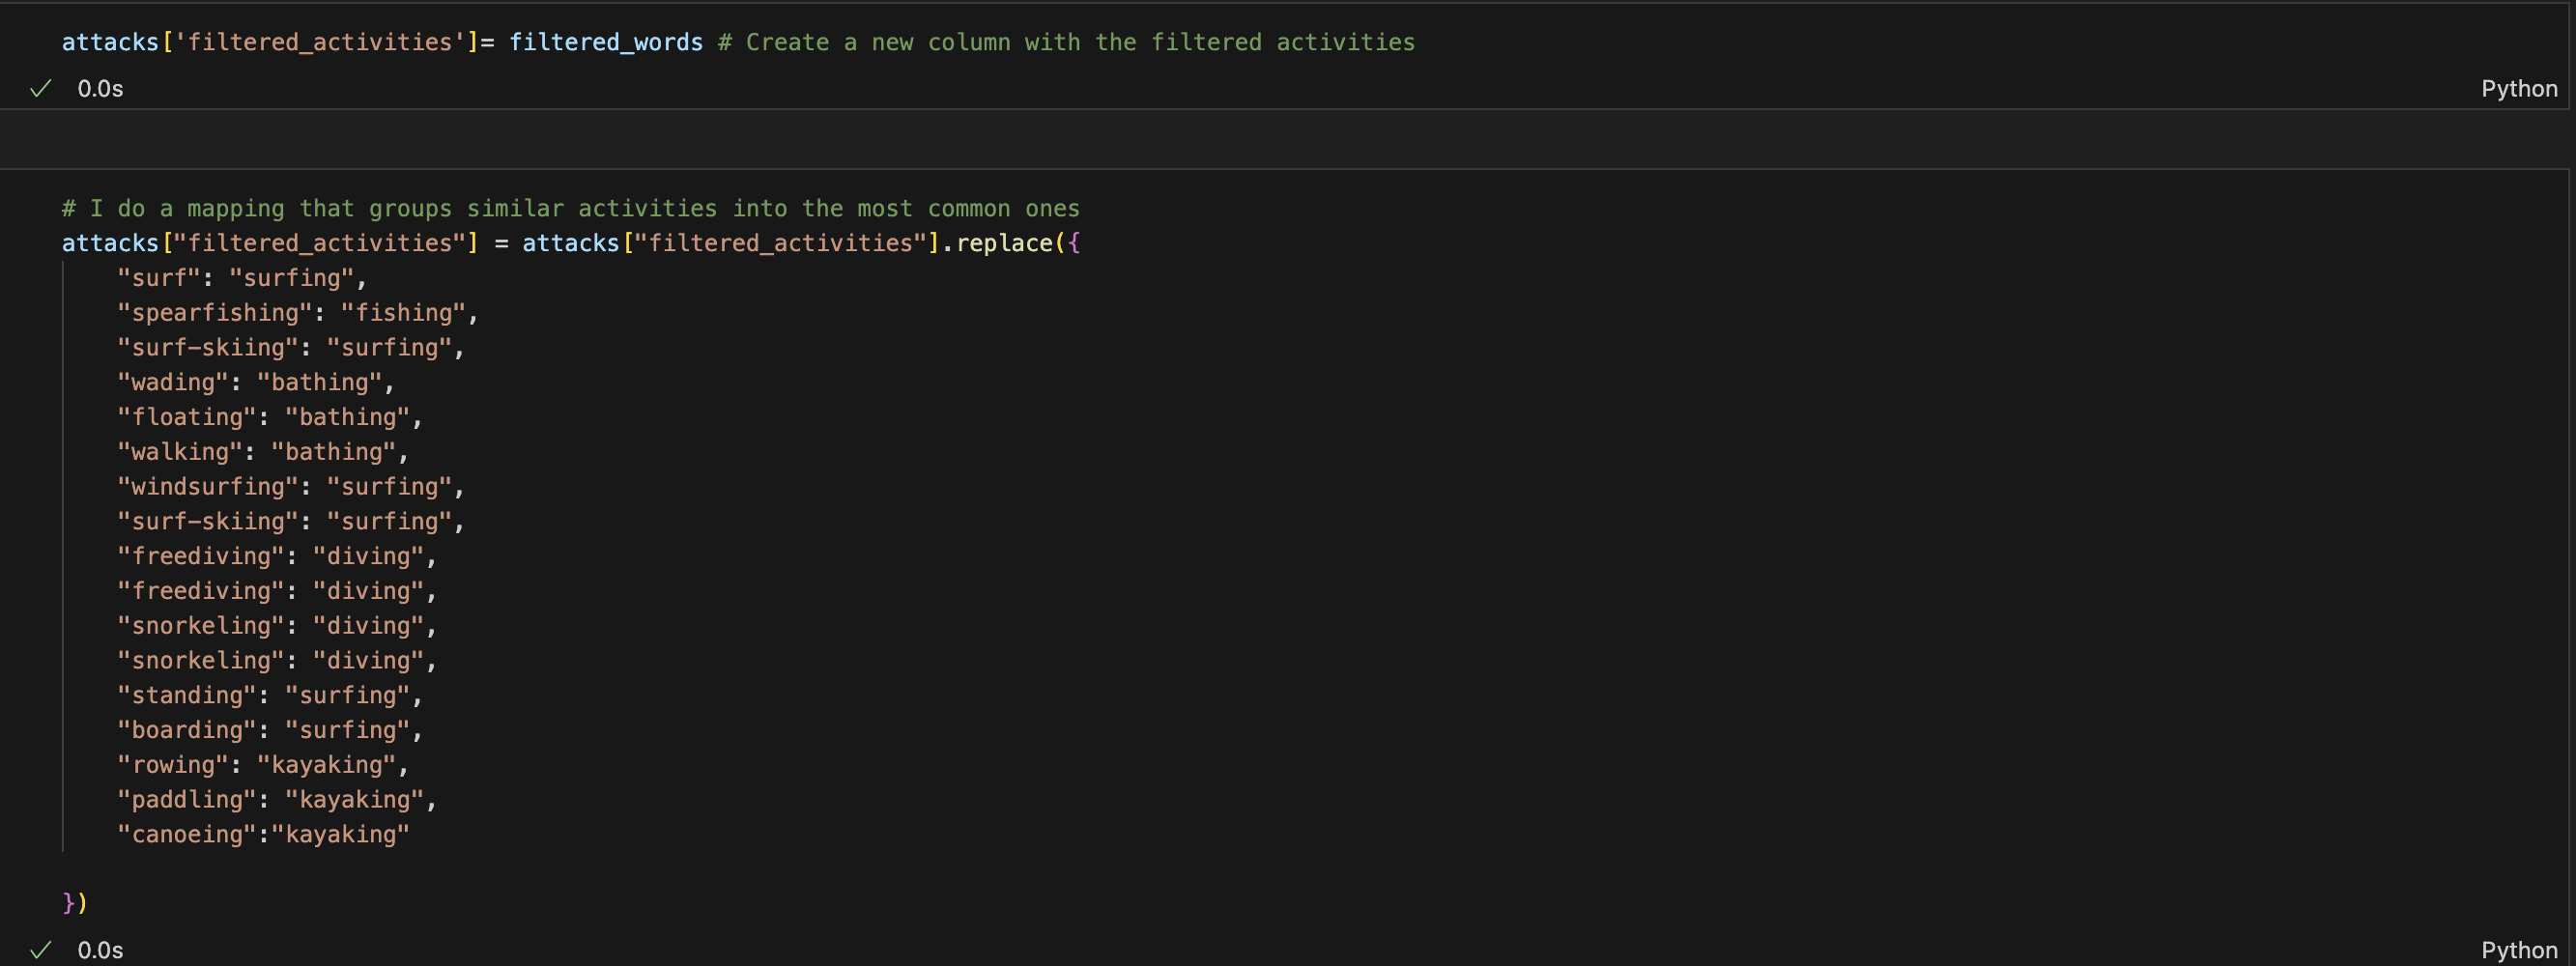 attacks['filtered_activities']= filtered_words # Create a new column with the filtered activities
✓ 0.0s Python
# I do a mapping that groups similar activities into the most common ones
attacks["filtered_activities"] = attacks["filtered_activities"].replace({
"surf": "surfing",
"spearfishing": "fishing",
"surf-skiing": "surfing",
"wading": "bathing",
"floating": "bathing",
"walking": "bathing",
"windsurfing": "surfing",
"surf-skiing": "surfing",
"freediving": "diving",
"freediving": "diving",
"snorkeling": "diving",
"snorkeling": "diving",
"standing": "surfing",
"boarding": "surfing",
"rowing": "kayaking",
"paddling": "kayaking",
"canoeing":"kayaking"
})
✓ 0.0s Python